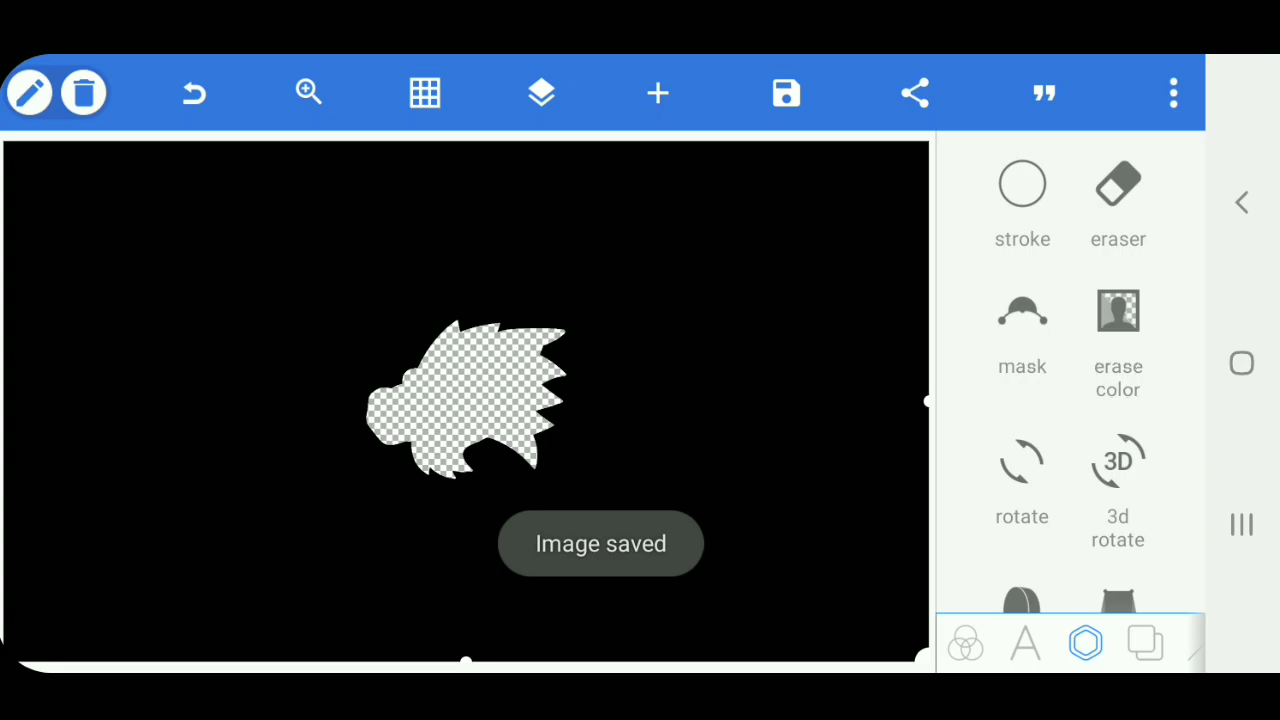 stroke
eraser
mask
erase
color
rotate
3D
3d
rotate
Image saved
A